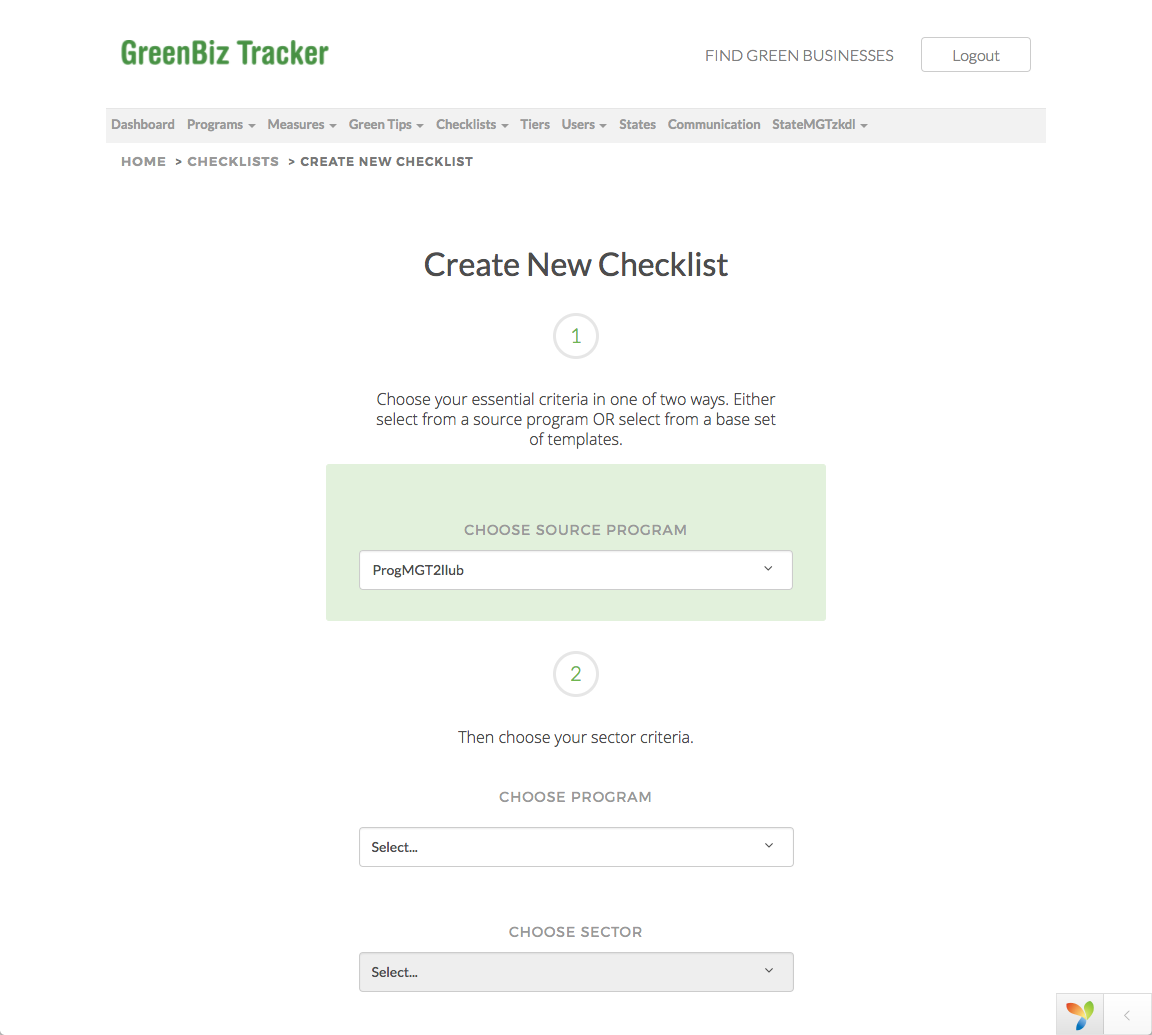 GreenBiz Tracker
FIND GREEN BUSINESSES
Logout
Dashboard Programs Measures Green Tips Checklists Tiers Users States Communication StateMGTzkdl
HOME > CHECKLISTS > CREATE NEW CHECKLIST
Create New Checklist
1
Choose your essential criteria in one of two ways. Either
select from a source program OR select from a base set
of templates.
CHOOSE SOURCE PROGRAM
ProgMGT2llub
2
Then choose your sector criteria.
CHOOSE PROGRAM
Select...
CHOOSE SECTOR
Select...